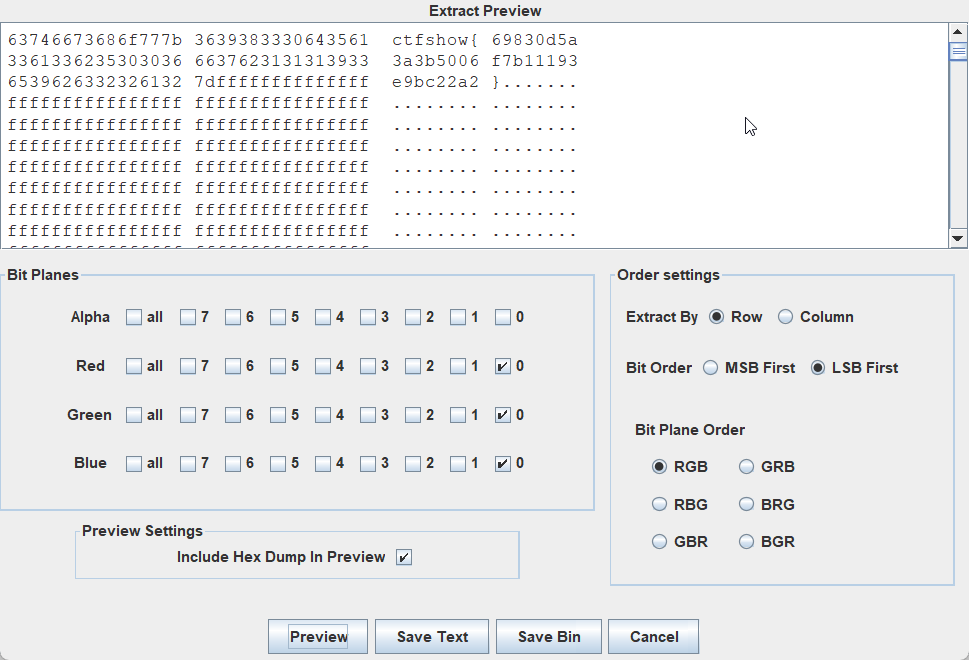 Extract Preview
63746673686f777b 3639383330643561 ctfshow{ 69830d5a
3361336235303036 6637623131313933 3a3b5006 f7b11193
6539626332326132 7dffffffffffffff e9bc22a2 }.......
ffffffffffffffff ffffffffffffffff ........ ........
ffffffffffffffff ffffffffffffffff ........ ........
ffffffffffffffff ffffffffffffffff ........ ........
ffffffffffffffff ffffffffffffffff ........ ........
ffffffffffffffff ffffffffffffffff ........ ........
ffffffffffffffff ffffffffffffffff ........ ........
ffffffffffffffff ffffffffffffffff ........ ........
Bit Planes
Alpha all 7 6 5 4 3 2 1 0
Red all 7 6 5 4 3 2 1 0
Green all 7 6 5 4 3 2 1 0
Blue all 7 6 5 4 3 2 1 0
Order settings
Extract By Row Column
Bit Order MSB First LSB First
Bit Plane Order
RGB GRB
RBG BRG
GBR BGR
Preview Settings
Include Hex Dump In Preview
Preview Save Text Save Bin Cancel